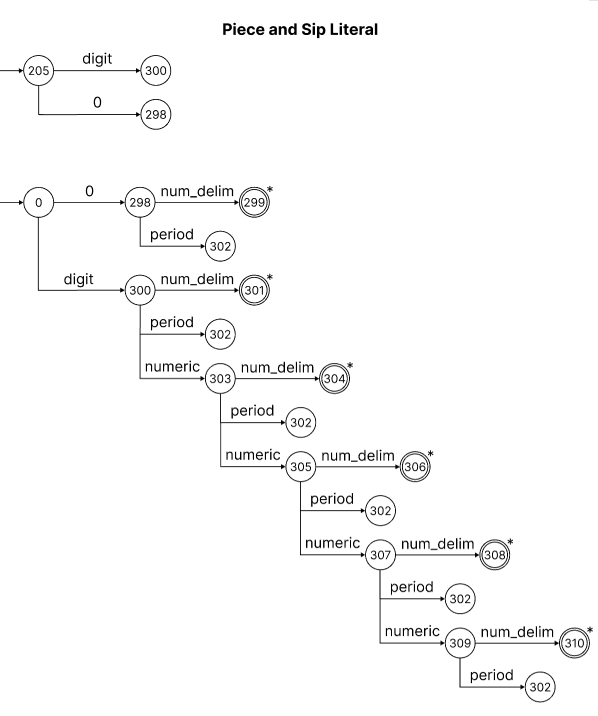 Piece and Sip Literal
digit
205
300
0
298
0
num_delim
*
0
298
299
period
302
digit
num_delim
*
300
301
period
302
numeric
num_delim
*
303
304
period
302
numeric
num_delim
*
305
306
period
302
numeric
num_delim
*
307
308
period
302
numeric
num_delim
*
309
310
period
302